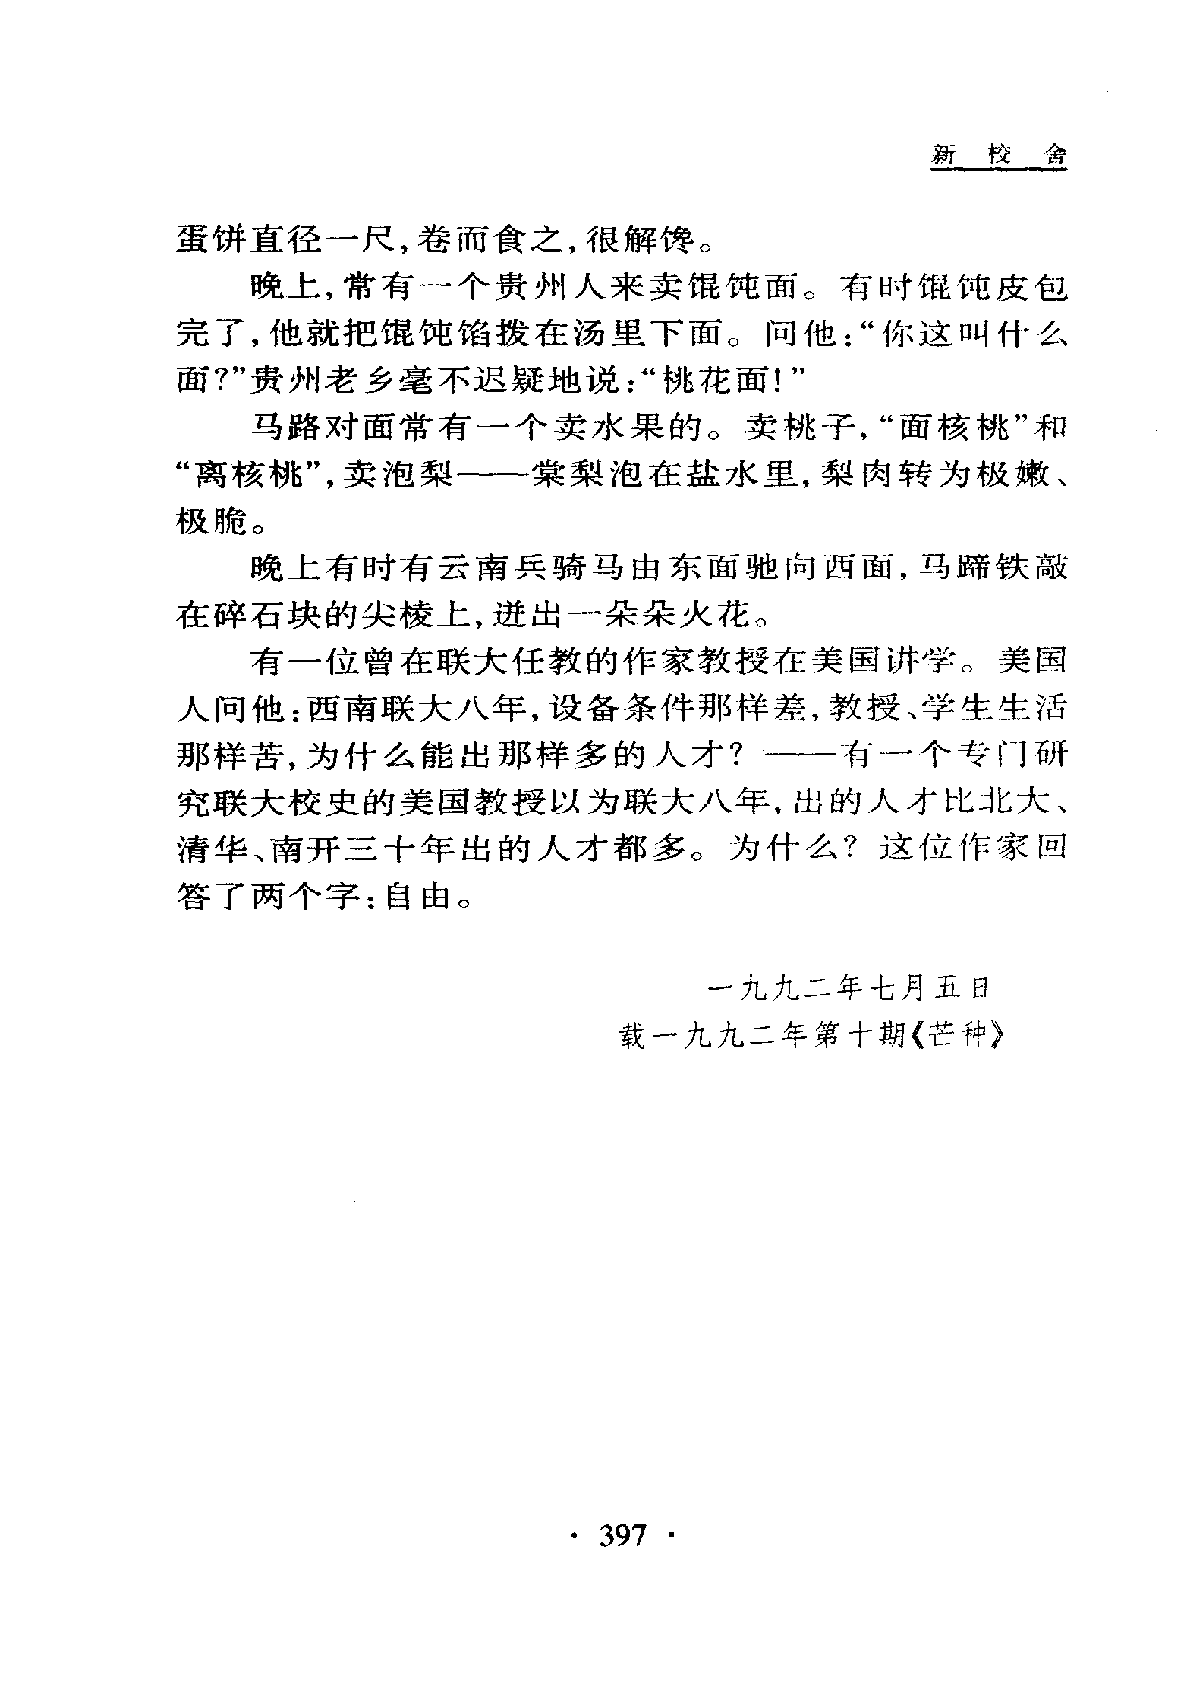 新校舍
蛋饼直径一尺,卷而食之,很解馋。
晚上,常有一个贵州人来卖馄饨面。有时馄饨皮包
完了,他就把馄饨馅拨在汤里下面。问他:“你这叫什么
面?”贵州老乡毫不迟疑地说:“桃花面!”
马路对面常有一个卖水果的。卖桃子,“面核桃”和
“离核桃”,卖泡梨——棠梨泡在盐水里,梨肉转为极嫩、
极脆。
晚上有时有云南兵骑马由东面驰向西面,马蹄铁敲
在碎石块的尖棱上,迸出一朵朵火花。
有一位曾在联大任教的作家教授在美国讲学。美国
人问他:西南联大八年,设备条件那样差,教授、学生生活
那样苦,为什么能出那样多的人才?——有一个专门研
究联大校史的美国教授以为联大八年,出的人才比北大、
清华、南开三十年出的人才都多。为什么?这位作家回
答了两个字:自由。
一九九二年七月五日
载一九九二年第十期《芒种》
· 397 ·